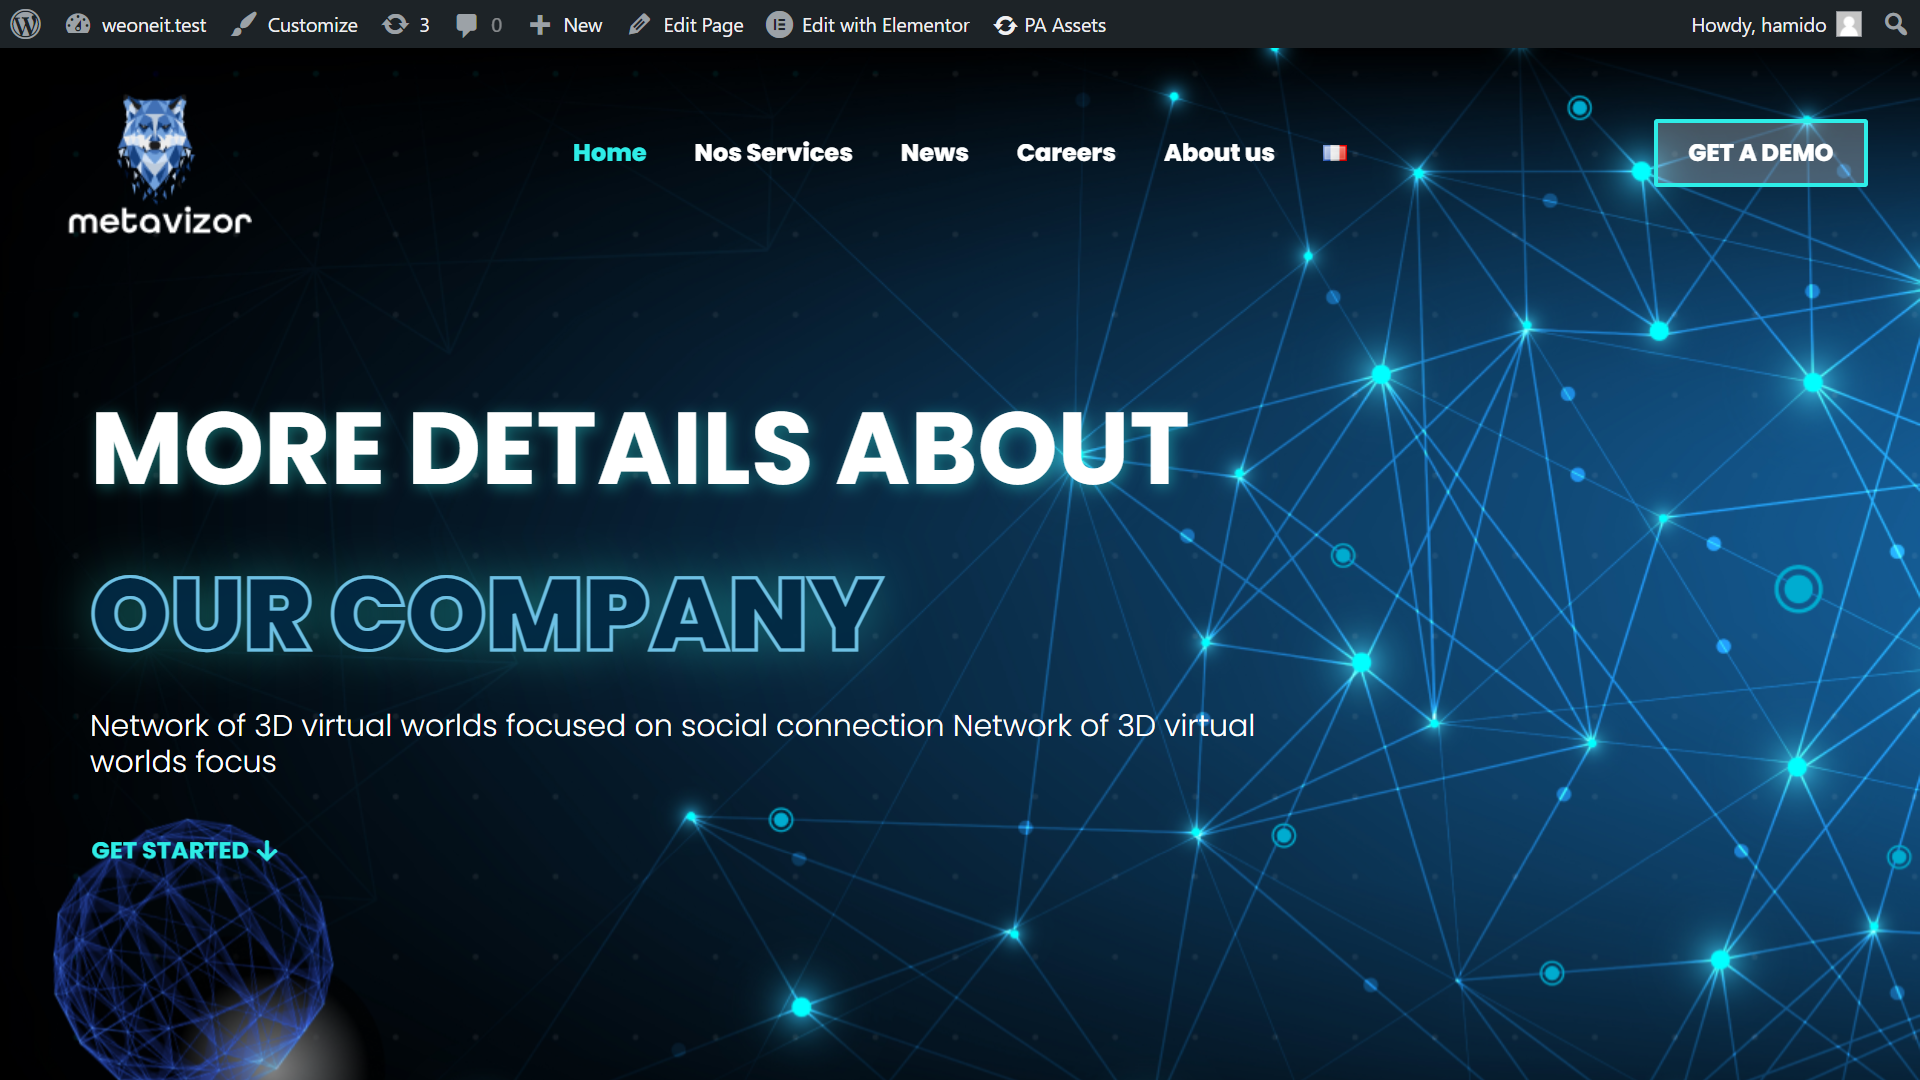 weoneit.test Customize 3 0 New Edit Page Edit with Elementor PA Assets Howdy, hamido
metavizor
Home Nos Services News Careers About us GET A DEMO
MORE DETAILS ABOUT
OUR COMPANY
Network of 3D virtual worlds focused on social connection Network of 3D virtual
worlds focus
GET STARTED